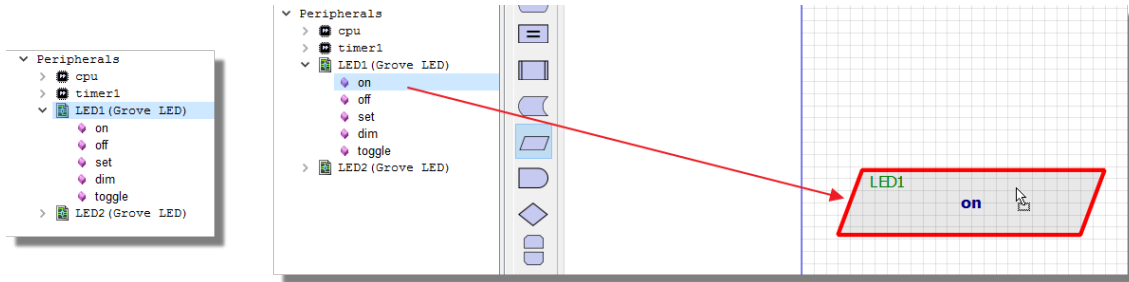 Peripherals
cpu
timer1
LED1(Grove LED)
on
off
set
dim
toggle
LED2(Grove LED)
Peripherals
cpu
timer1
LED1(Grove LED)
on
off
set
dim
toggle
LED2(Grove LED)
LED1
on